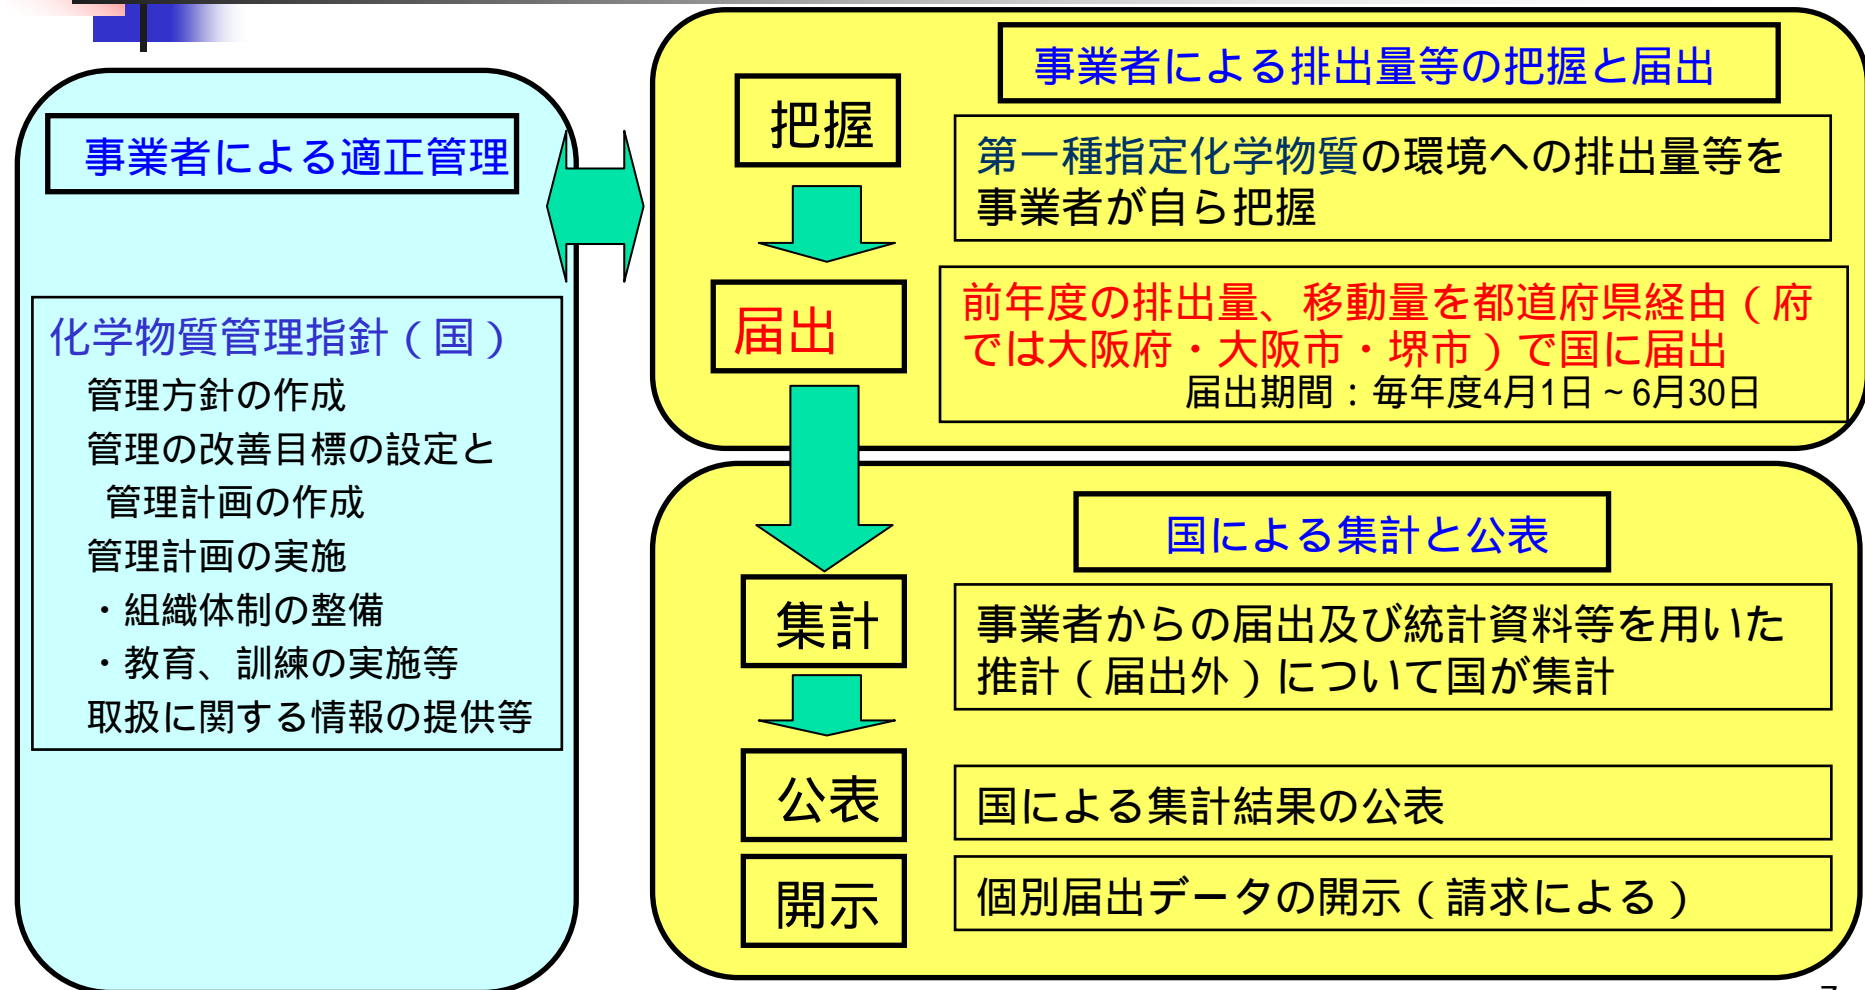 事業者による適正管理
化学物質管理指針（国）
管理方針の作成
管理の改善目標の設定と
管理計画の作成
管理計画の実施
・組織体制の整備
・教育、訓練の実施等
取扱に関する情報の提供等
事業者による排出量等の把握と届出
把握
第一種指定化学物質の環境への排出量等を
事業者が自ら把握
届出
前年度の排出量、移動量を都道府県経由（府
では大阪府・大阪市・堺市）で国に届出
届出期間：毎年度4月1日～6月30日
国による集計と公表
集計
事業者からの届出及び統計資料等を用いた
推計（届出外）について国が集計
公表
国による集計結果の公表
開示
個別届出データの開示（請求による）